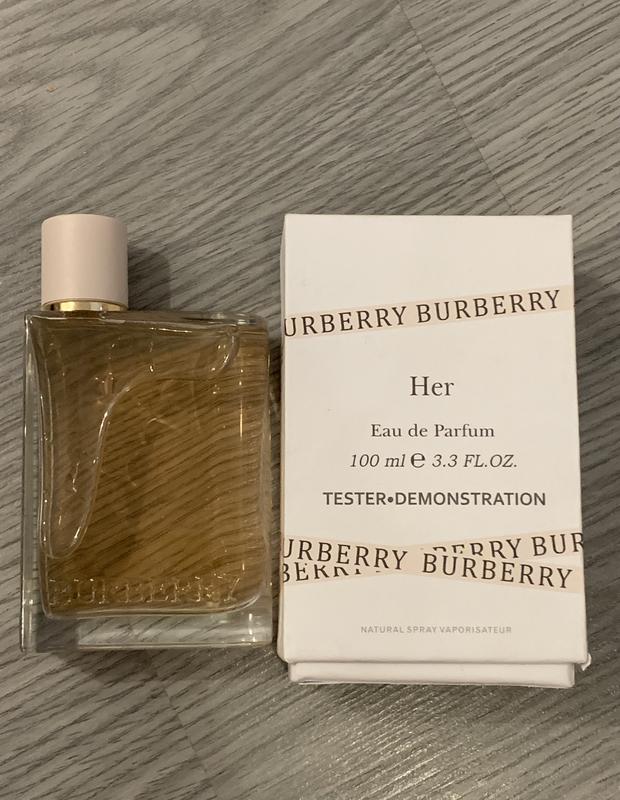 BURBERRY
URBERRY BURBERRY
Her
Eau de Parfum
100 ml ℮ 3.3 FL.OZ.
TESTER•DEMONSTRATION
URBERRY BERRY BUR
BERR BURBERRY
NATURAL SPRAY VAPORISATEUR